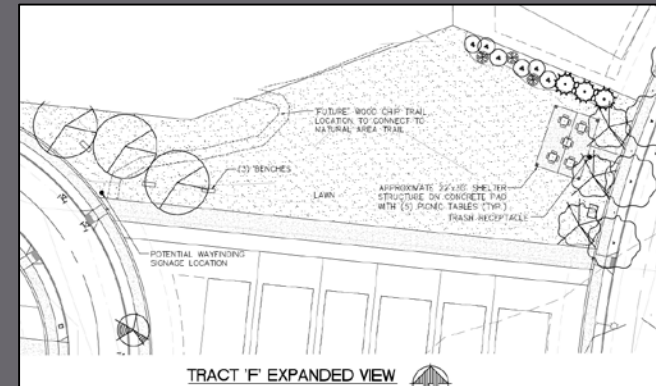 'FUTURE' WOOD CHIP TRAIL
LOCATION TO CONNECT TO
NATURAL AREA TRAIL
(3) BENCHES
LAWN
APPROXIMATE 22'x30' SHELTER
STRUCTURE ON CONCRETE PAD
WITH (5) PICNIC TABLES (TYP.)
TRASH RECEPTACLE
POTENTIAL WAYFINDING
SIGNAGE LOCATION
TRACT 'F' EXPANDED VIEW